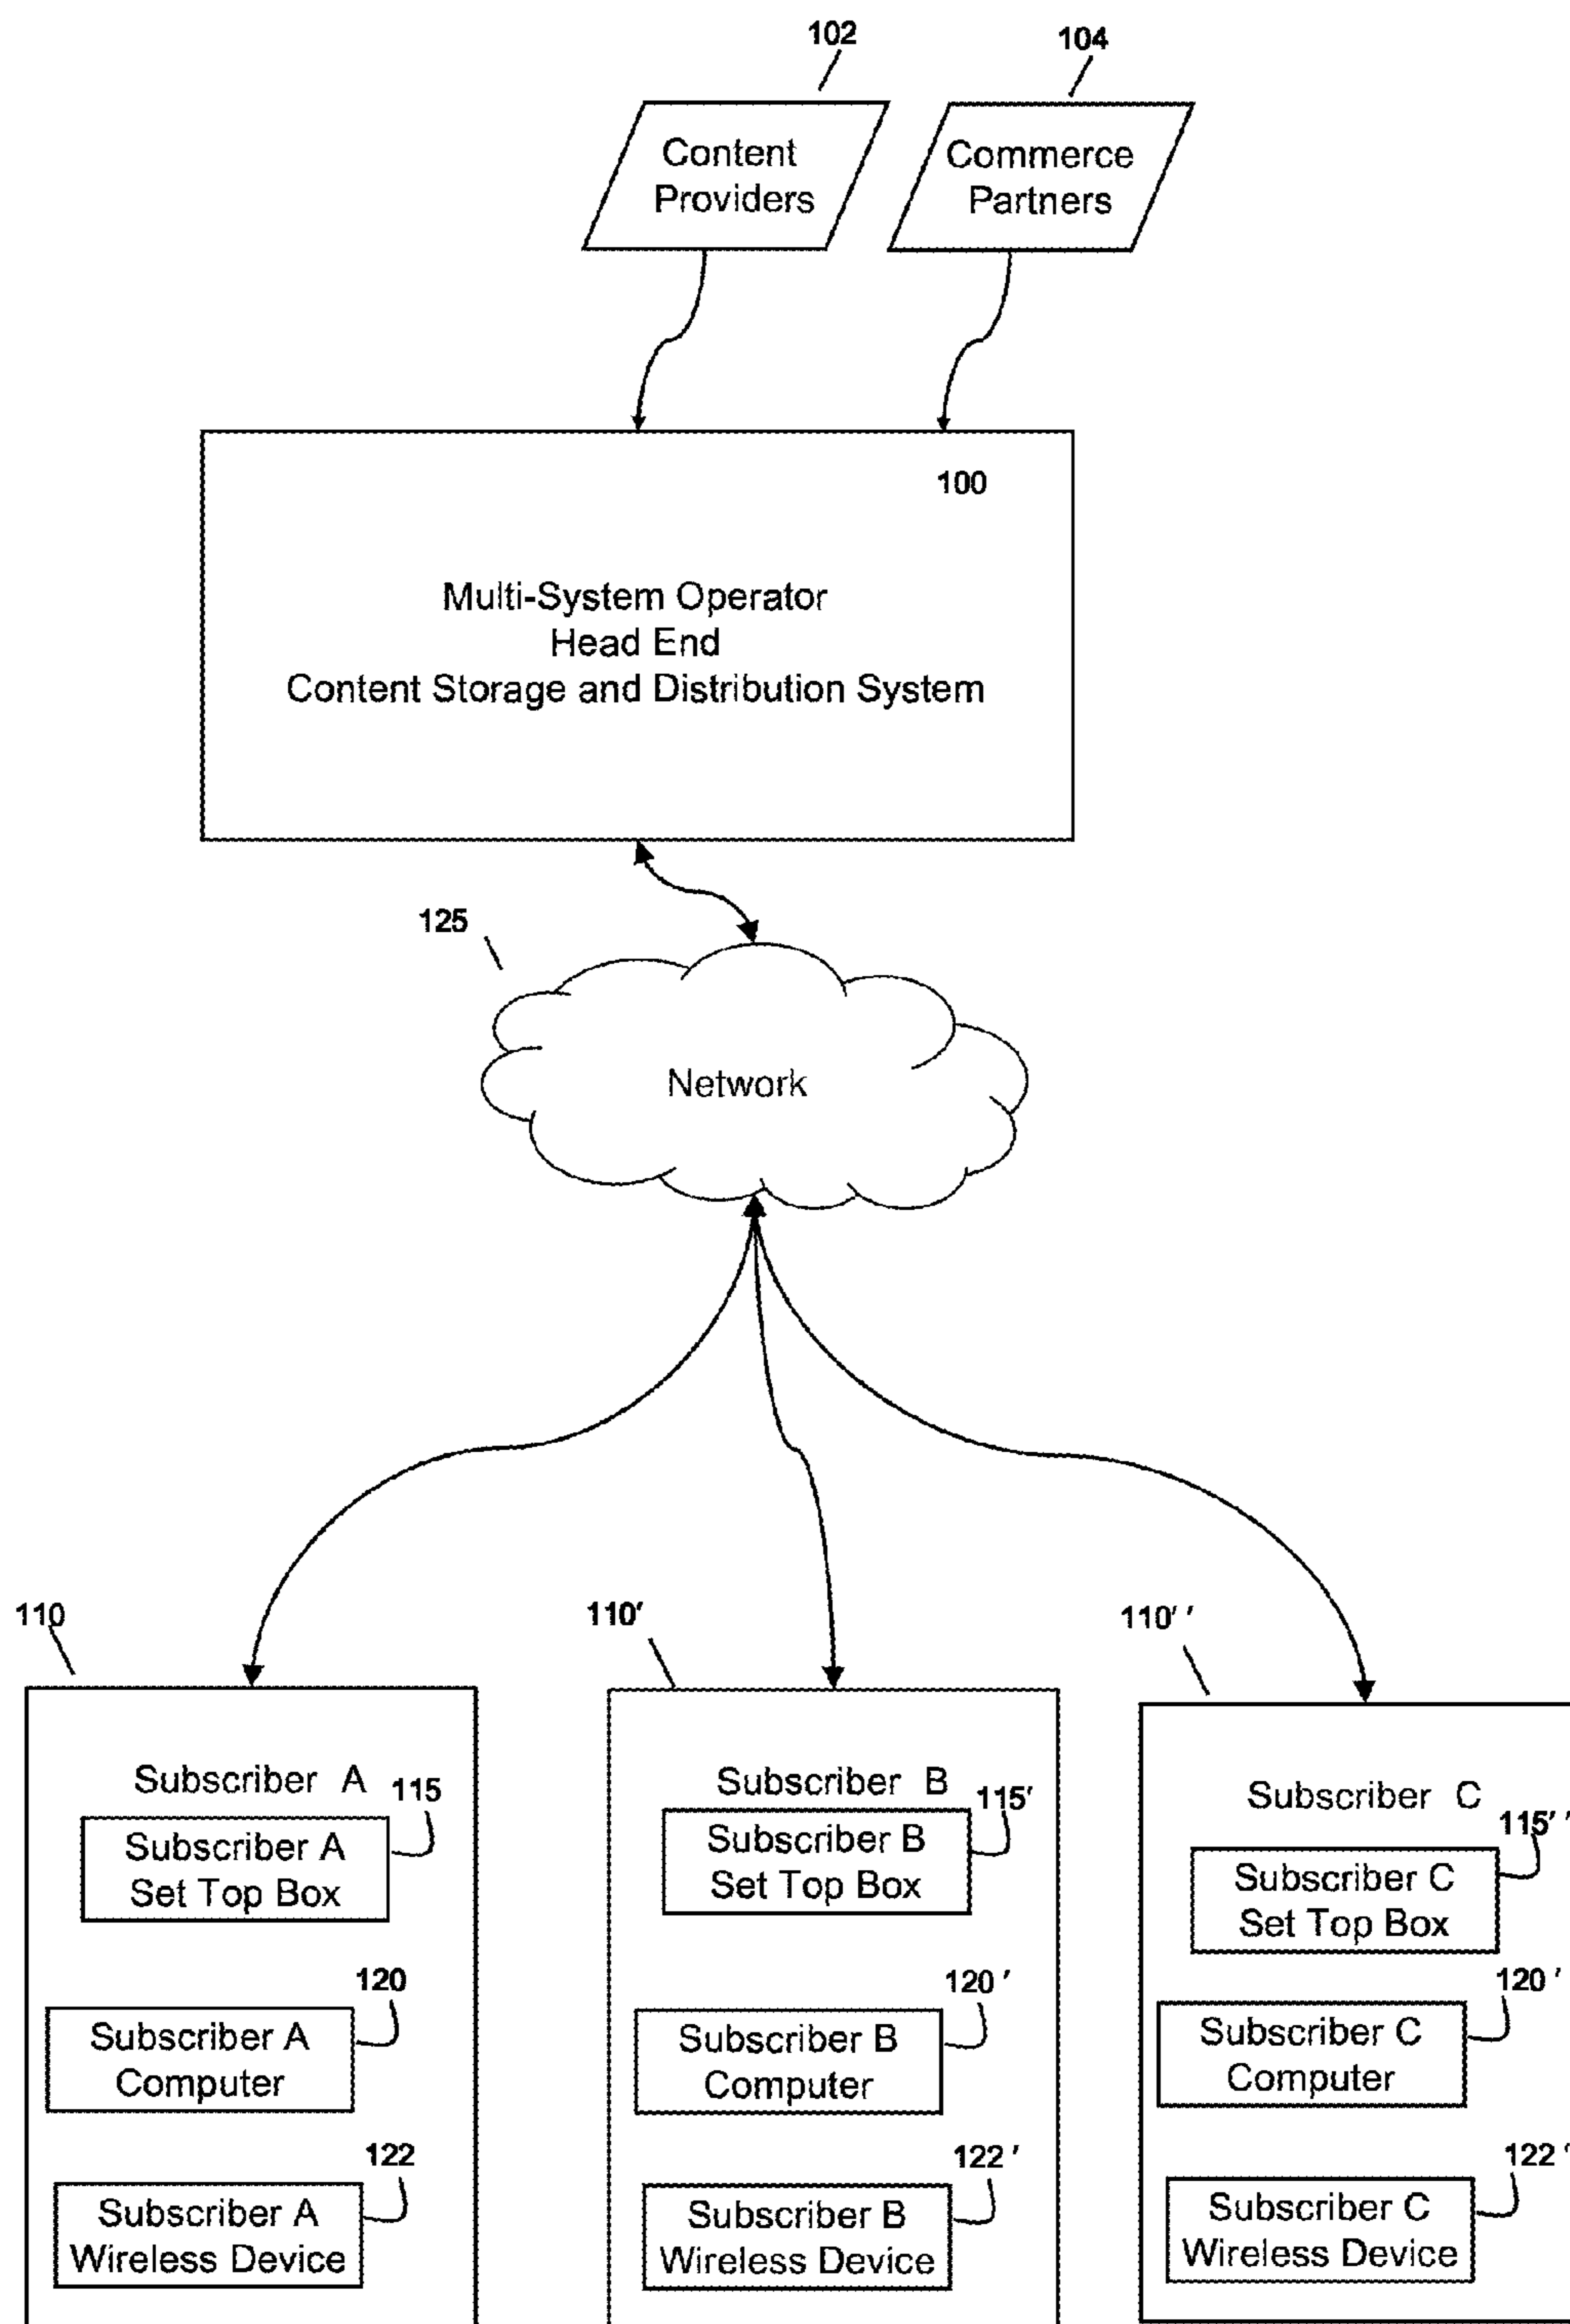 102
104
Content
Providers
Commerce
Partners
100
Multi-System Operator
Head End
Content Storage and Distribution System
125
Network
110
110′
110′ ′
Subscriber A
115
Subscriber A
Set Top Box
120
Subscriber A
Computer
122
Subscriber A
Wireless Device
Subscriber B
115′
Subscriber B
Set Top Box
120 ′
Subscriber B
Computer
122 ′
Subscriber B
Wireless Device
Subscriber C
115′ ′
Subscriber C
Set Top Box
120 ′
Subscriber C
Computer
122 ′
Subscriber C
Wireless Device